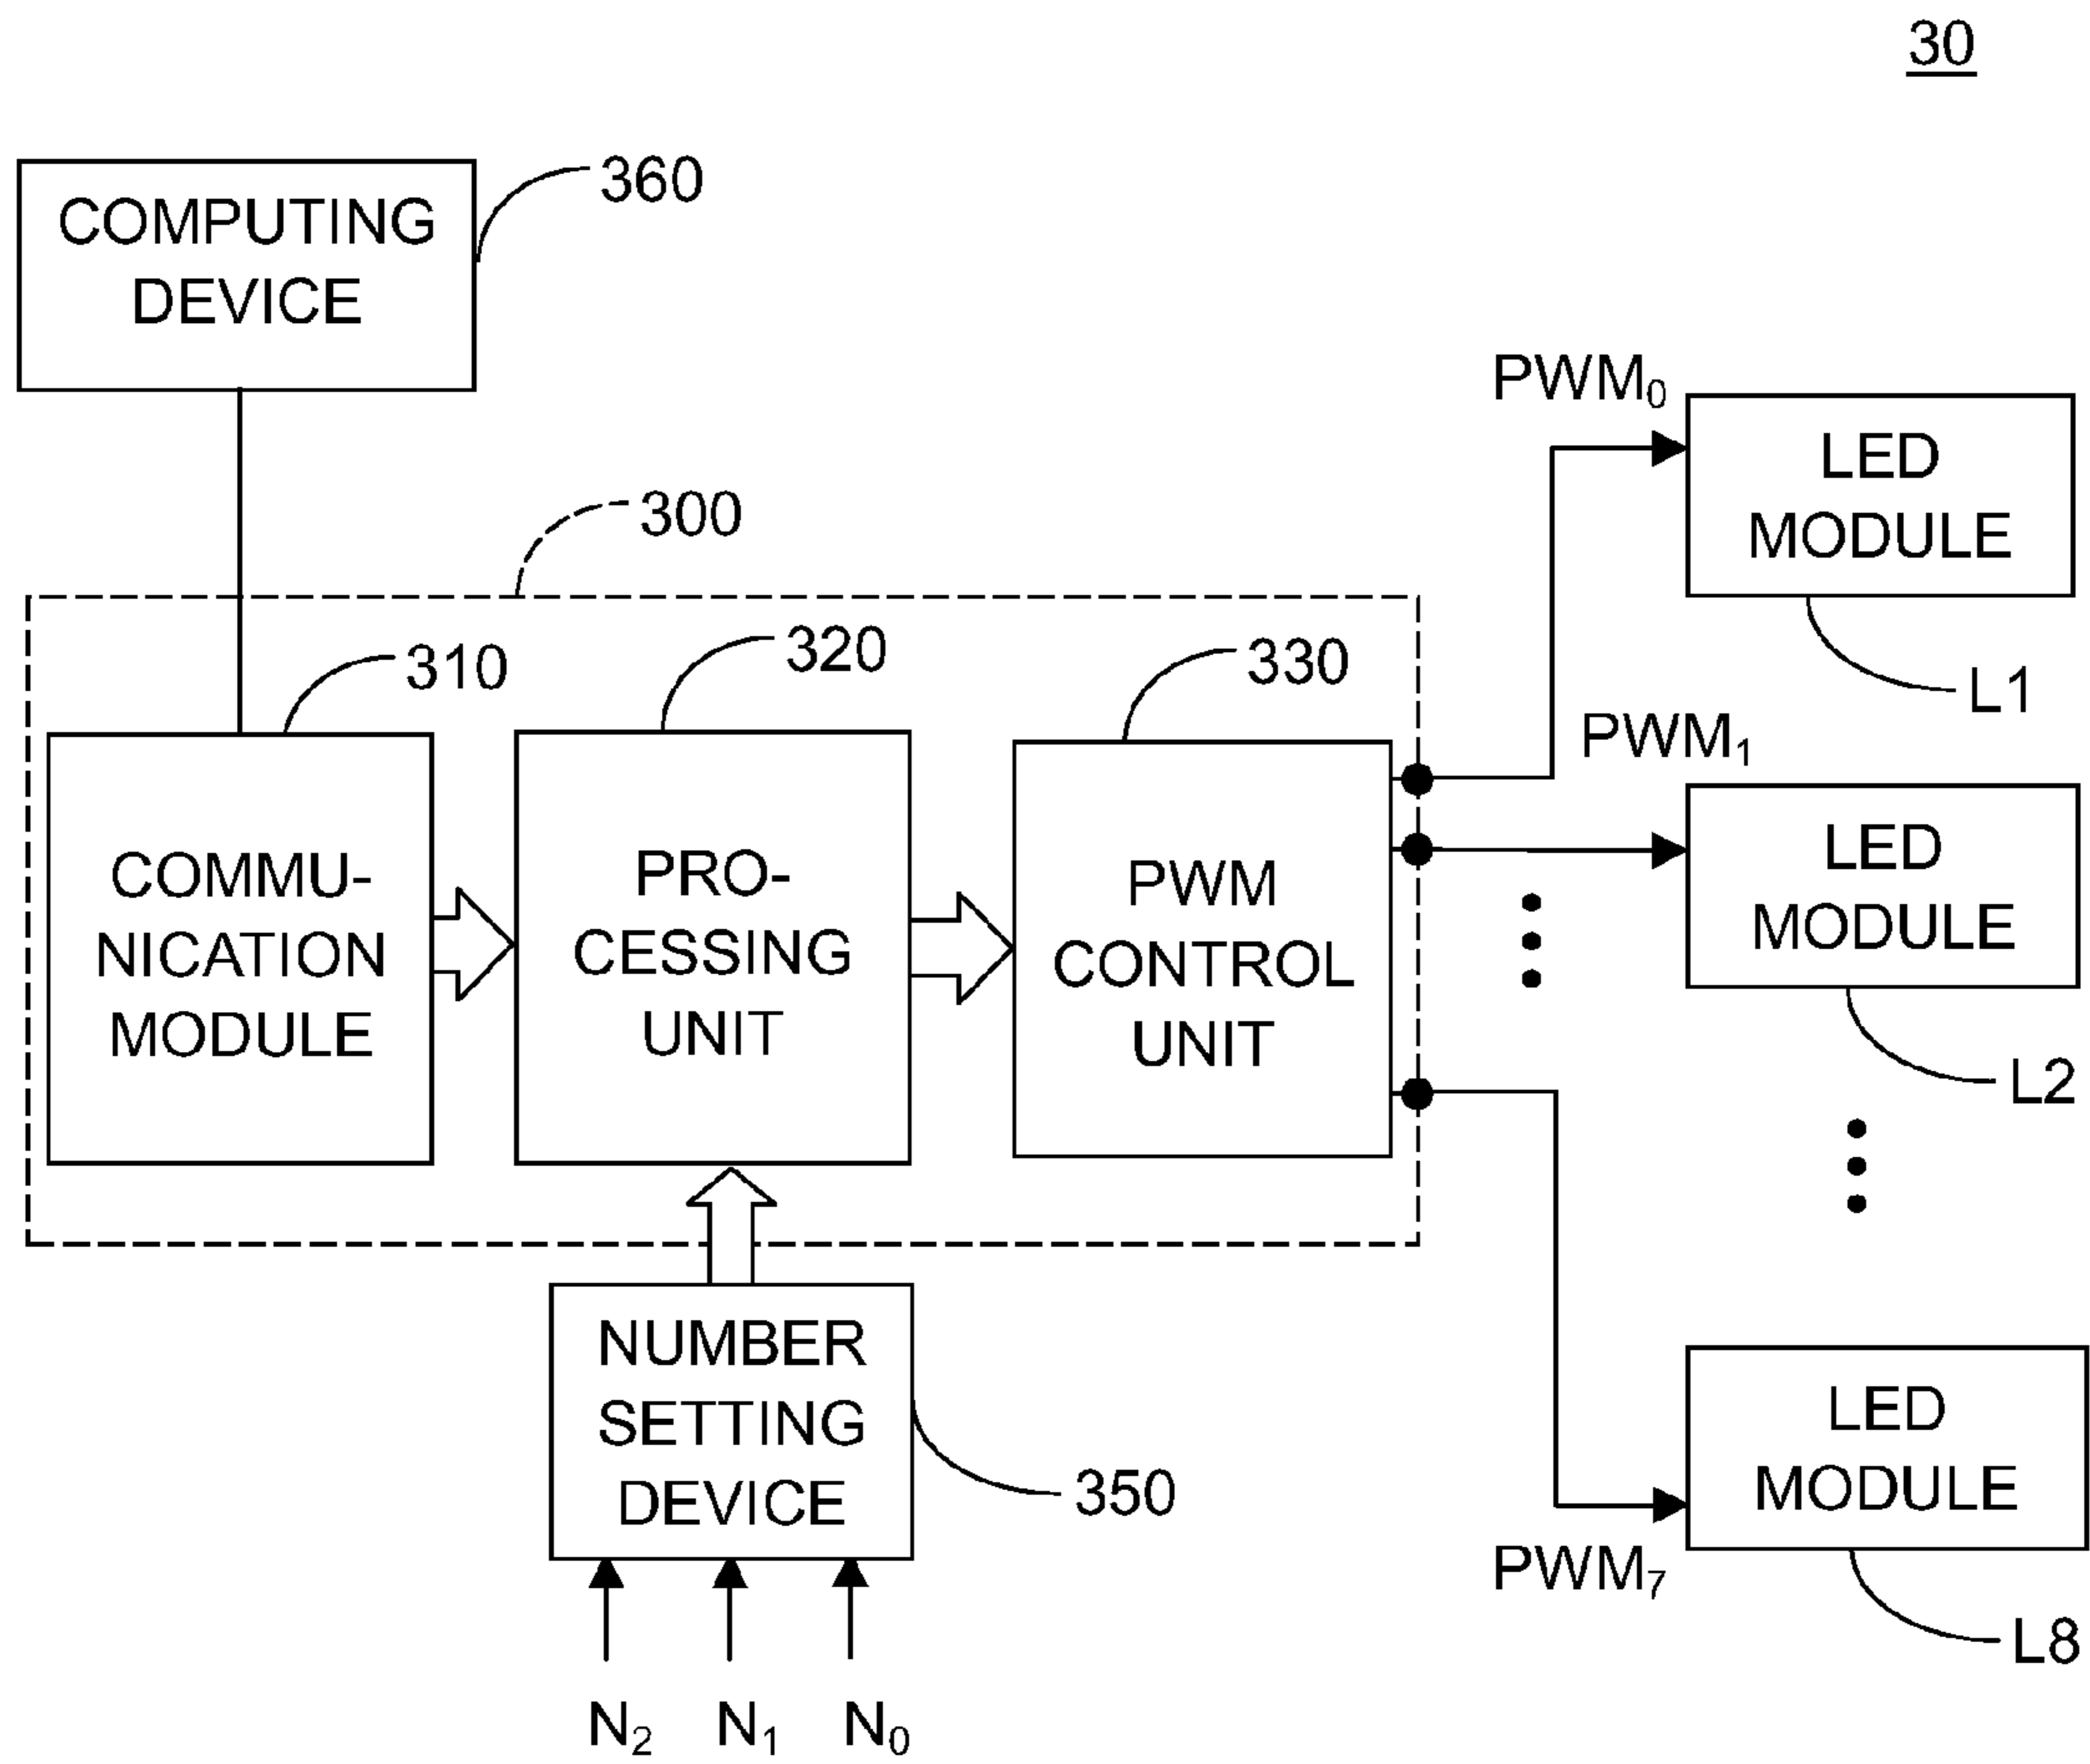 30
COMPUTING
DEVICE
360
300
310
320
330
COMMU-
NICATION
MODULE
PRO-
CESSING
UNIT
PWM
CONTROL
UNIT
NUMBER
SETTING
DEVICE
350
N₂ N₁ N₀
PWM₀
LED
MODULE
L1
PWM₁
LED
MODULE
L2
LED
MODULE
PWM₇
L8